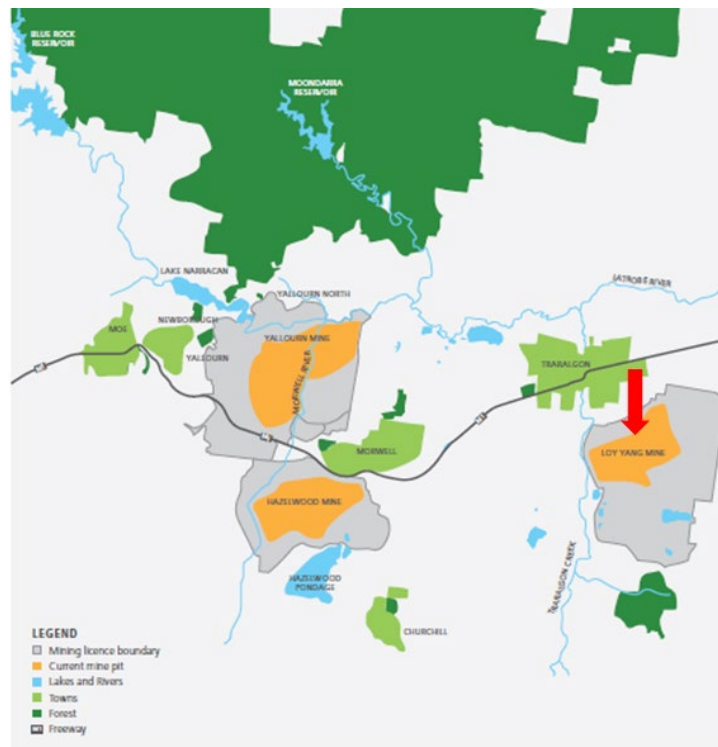 BLUE ROCK
RESERVOIR
MOONDARRA
RESERVOIR
LATROBE RIVER
LAKE NARRACAN
YALLOURN NORTH
MOE
NEWBOROUGH
YALLOURN MINE
YALLOURN
MORWELL RIVER
TRARALGON
MORWELL
LOY YANG MINE
HAZELWOOD MINE
HAZELWOOD
PONDAGE
TRARALGON CREEK
CHURCHILL
LEGEND
Mining licence boundary
Current mine pit
Lakes and Rivers
Towns
Forest
Freeway